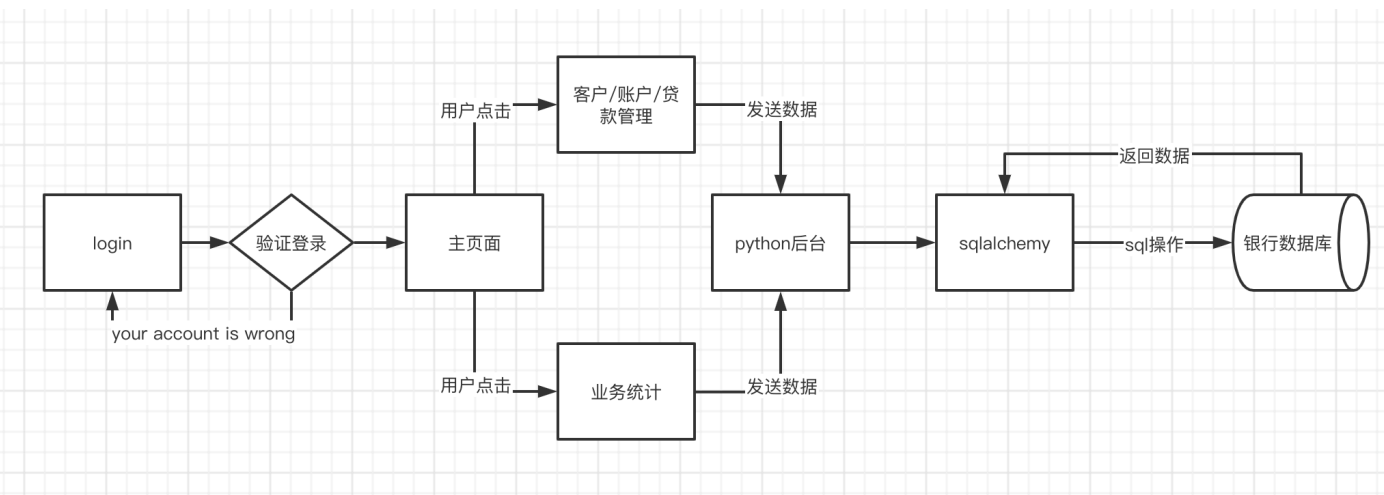 客户/账户/贷
款管理
用户点击
发送数据
返回数据
login
验证登录
主页面
python后台
sqlalchemy
sql操作
银行数据库
your account is wrong
用户点击
业务统计
发送数据